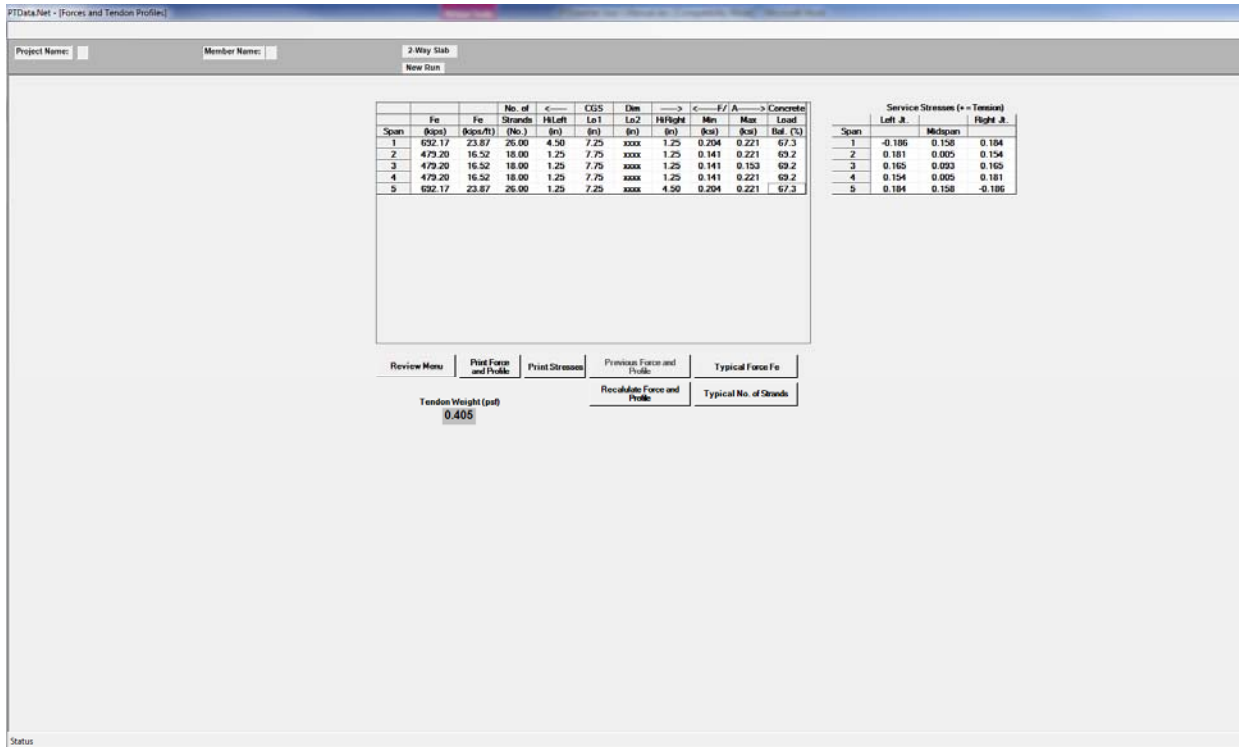 PTData.Net - [Forces and Tendon Profiles]
Project Name: Member Name: 2-Way Slab
New Run
No. of <----- CGS Dim -----> <-----F/ A-----> Concrete
Fe Fe Strands HiLeft Lo1 Lo2 HiRight Min Max Load
Span (kips) (kips/ft) (No.) (in) (in) (in) (in) (ksi) (ksi) Bal. (%)
1 692.17 23.87 26.00 4.50 7.25 xxxx 1.25 0.204 0.221 67.3
2 479.20 16.52 18.00 1.25 7.75 xxxx 1.25 0.141 0.221 69.2
3 479.20 16.52 18.00 1.25 7.75 xxxx 1.25 0.141 0.153 69.2
4 479.20 16.52 18.00 1.25 7.75 xxxx 1.25 0.141 0.221 69.2
5 692.17 23.87 26.00 1.25 7.25 xxxx 4.50 0.204 0.221 67.3
Service Stresses (+ = Tension)
Left Jt. Right Jt.
Span Midspan
1 -0.186 0.158 0.184
2 0.181 0.005 0.154
3 0.165 0.093 0.165
4 0.154 0.005 0.181
5 0.184 0.158 -0.186
Review Menu
Print Force and Profile
Print Stresses
Previous Force and Profile
Typical Force Fe
Recalulate Force and Profile
Typical No. of Strands
Tendon Weight (psf)
0.405
Status